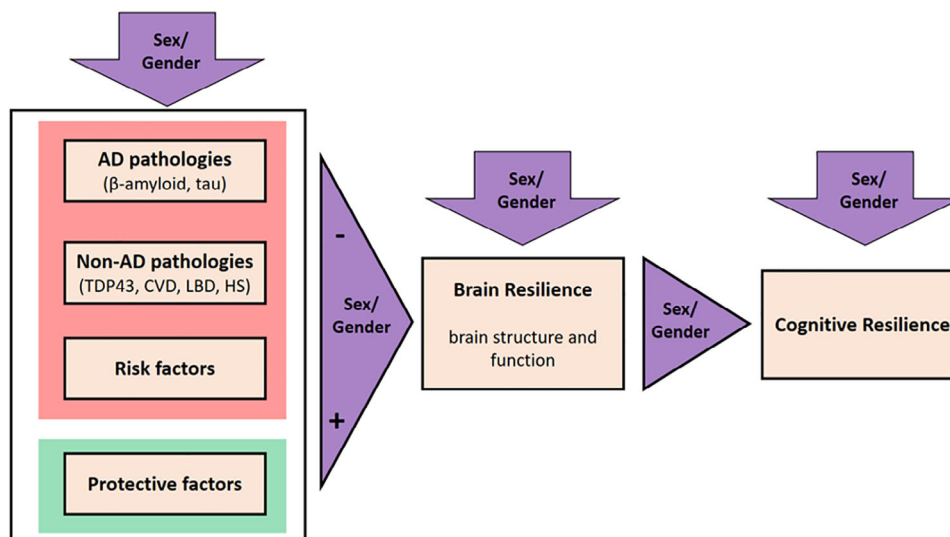 Sex/
Gender
AD pathologies
(β-amyloid, tau)
Non-AD pathologies
(TDP43, CVD, LBD, HS)
Risk factors
Protective factors
-
Sex/
Gender
+
Sex/
Gender
Brain Resilience
brain structure and
function
Sex/
Gender
Sex/
Gender
Cognitive Resilience